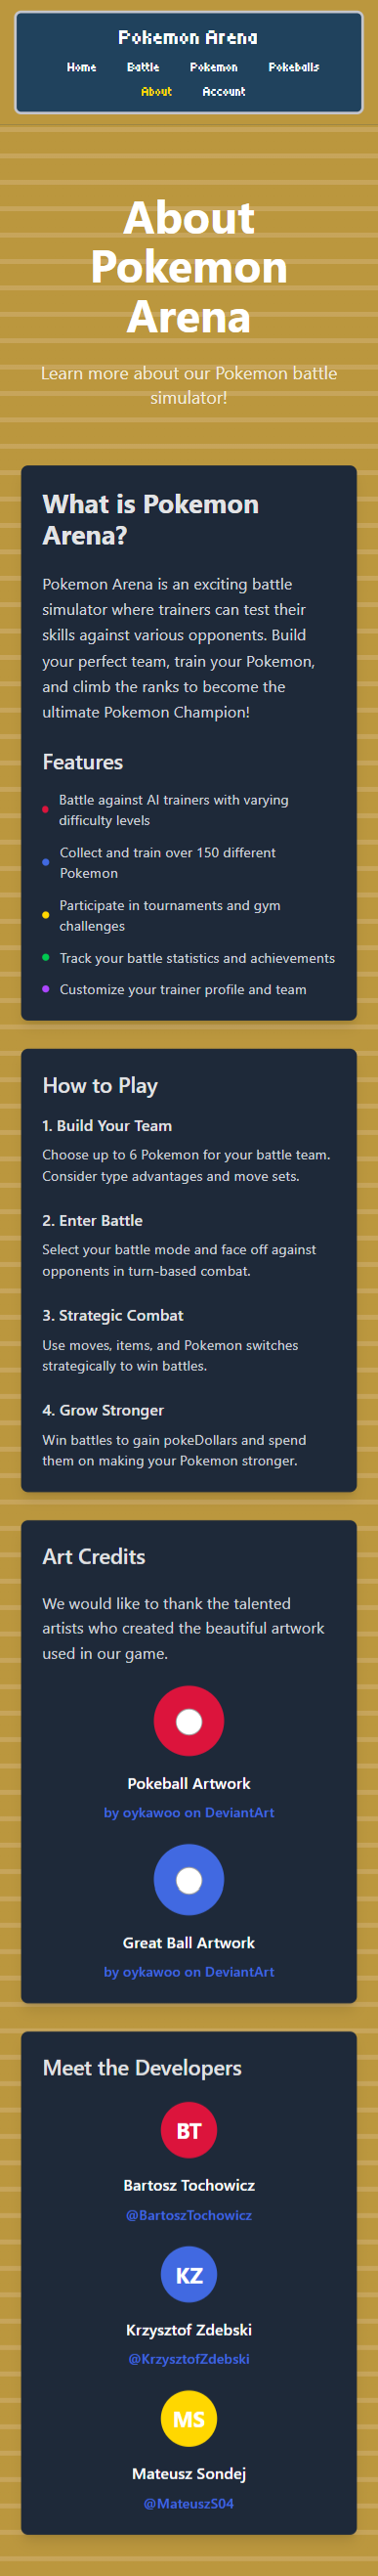 Pokemon Arena
Home Battle Pokemon Pokeballs
About Account
About
Pokemon
Arena
Learn more about our Pokemon battle
simulator!
What is Pokemon
Arena?
Pokemon Arena is an exciting battle
simulator where trainers can test their
skills against various opponents. Build
your perfect team, train your Pokemon,
and climb the ranks to become the
ultimate Pokemon Champion!
Features
Battle against AI trainers with varying
difficulty levels
Collect and train over 150 different
Pokemon
Participate in tournaments and gym
challenges
Track your battle statistics and achievements
Customize your trainer profile and team
How to Play
1. Build Your Team
Choose up to 6 Pokemon for your battle team.
Consider type advantages and move sets.
2. Enter Battle
Select your battle mode and face off against
opponents in turn-based combat.
3. Strategic Combat
Use moves, items, and Pokemon switches
strategically to win battles.
4. Grow Stronger
Win battles to gain pokeDollars and spend
them on making your Pokemon stronger.
Art Credits
We would like to thank the talented
artists who created the beautiful artwork
used in our game.
Pokeball Artwork
by oykawoo on DeviantArt
Great Ball Artwork
by oykawoo on DeviantArt
Meet the Developers
BT
Bartosz Tochowicz
@BartoszTochowicz
KZ
Krzysztof Zdebski
@KrzysztofZdebski
MS
Mateusz Sondej
@MateuszS04